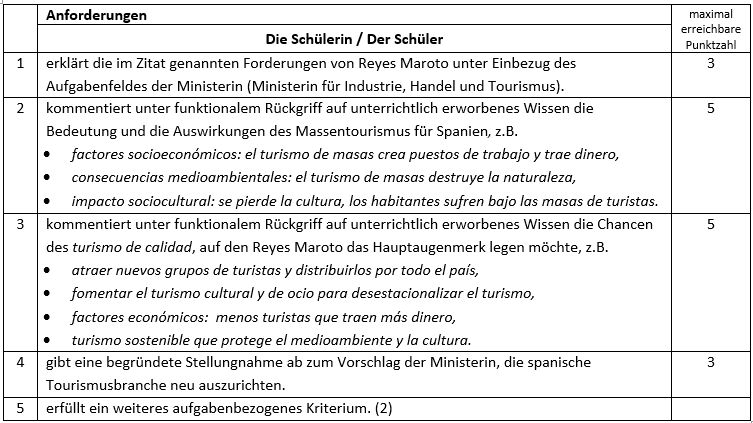 Anforderungen
maximal
erreichbare
Punktzahl
Die Schülerin / Der Schüler
1 erklärt die im Zitat genannten Forderungen von Reyes Maroto unter Einbezug des 3
Aufgabenfeldes der Ministerin (Ministerin für Industrie, Handel und Tourismus).
2 kommentiert unter funktionalem Rückgriff auf unterrichtlich erworbenes Wissen die 5
Bedeutung und die Auswirkungen des Massentourismus für Spanien, z.B.
• factores socioeconómicos: el turismo de masas crea puestos de trabajo y trae dinero,
• consecuencias medioambientales: el turismo de masas destruye la naturaleza,
• impacto sociocultural: se pierde la cultura, los habitantes sufren bajo las masas de turistas.
3 kommentiert unter funktionalem Rückgriff auf unterrichtlich erworbenes Wissen die Chancen 5
des turismo de calidad, auf den Reyes Maroto das Hauptaugenmerk legen möchte, z.B.
• atraer nuevos grupos de turistas y distribuirlos por todo el país,
• fomentar el turismo cultural y de ocio para desestacionalizar el turismo,
• factores económicos: menos turistas que traen más dinero,
• turismo sostenible que protege el medioambiente y la cultura.
4 gibt eine begründete Stellungnahme ab zum Vorschlag der Ministerin, die spanische 3
Tourismusbranche neu auszurichten.
5 erfüllt ein weiteres aufgabenbezogenes Kriterium. (2)